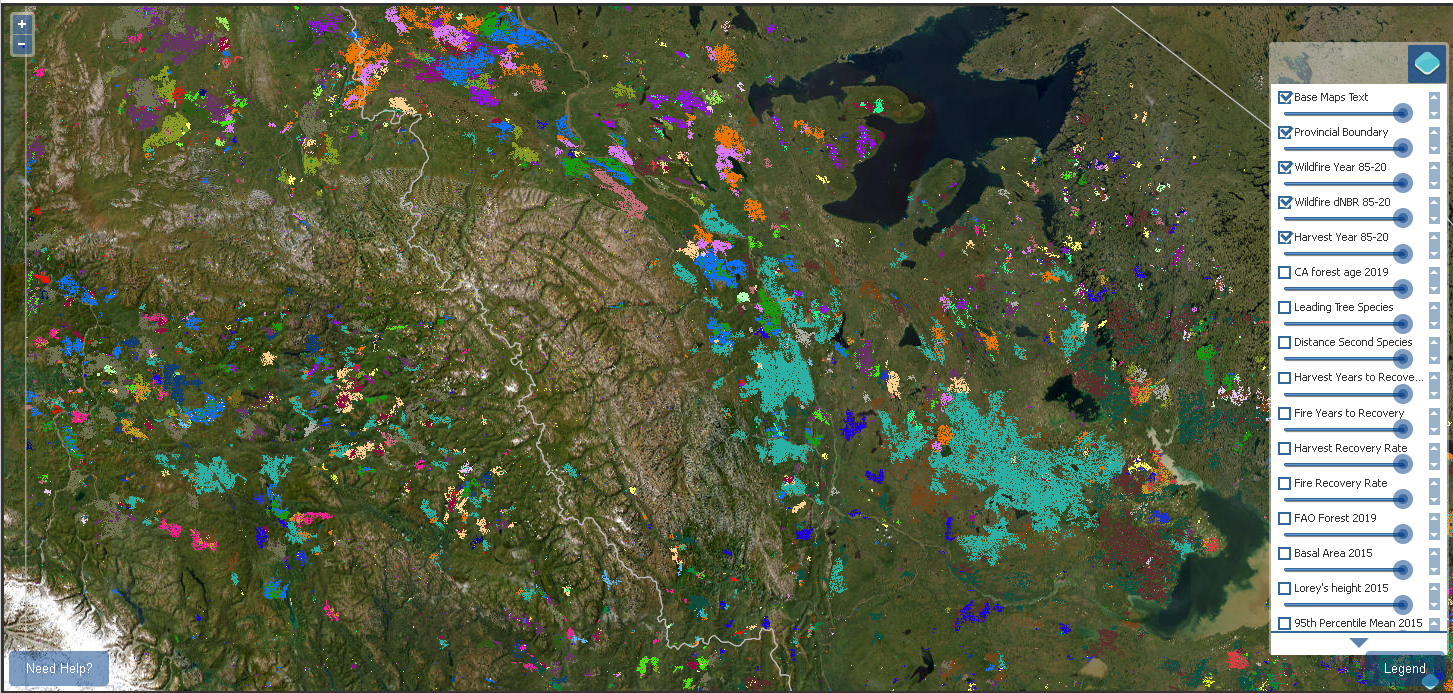 +
-
Base Maps Text
Provincial Boundary
Wildfire Year 85-20
Wildfire dNBR 85-20
Harvest Year 85-20
CA forest age 2019
Leading Tree Species
Distance Second Species
Harvest Years to Recove...
Fire Years to Recovery
Harvest Recovery Rate
Fire Recovery Rate
FAO Forest 2019
Basal Area 2015
Lorey's height 2015
95th Percentile Mean 2015
Need Help?
Legend